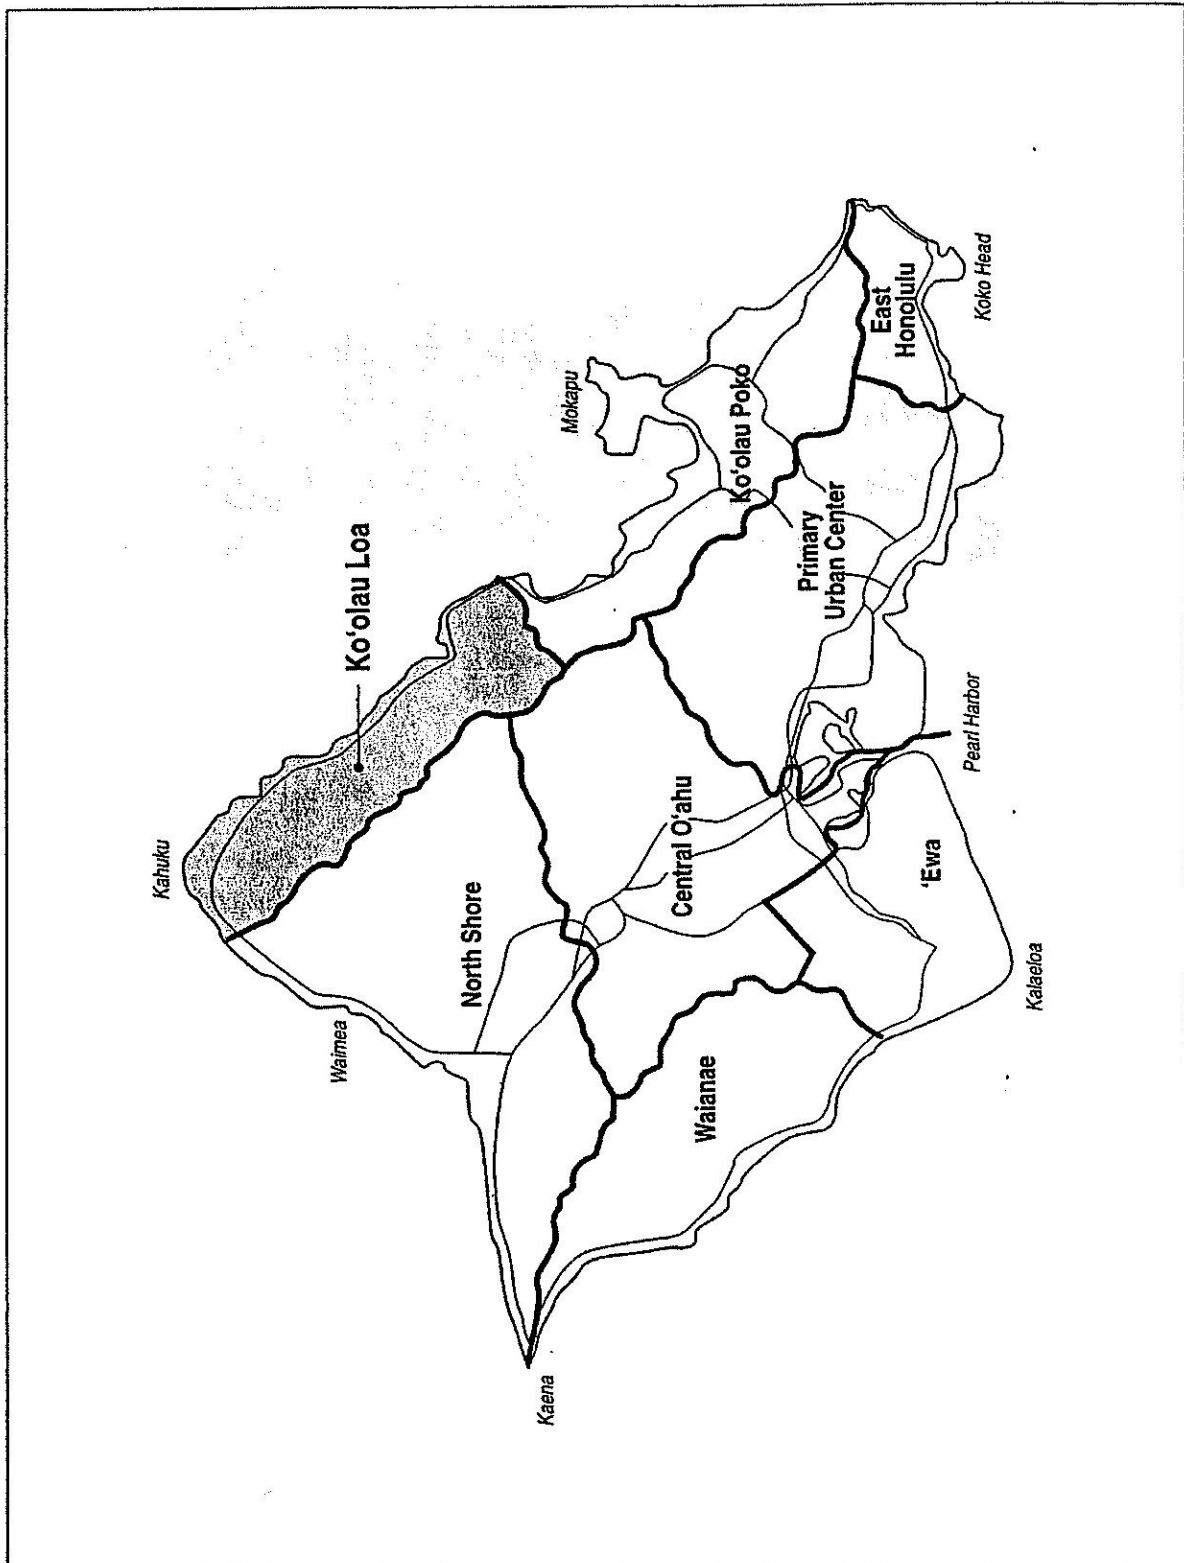 Kahuku
Ko'olau Loa
Waimea
Mokapu
North Shore
Kaena
Ko'olau Poko
Central O'ahu
Waianae
Primary
Urban Center
East
Honolulu
'Ewa
Koko Head
Pearl Harbor
Kalaeloa